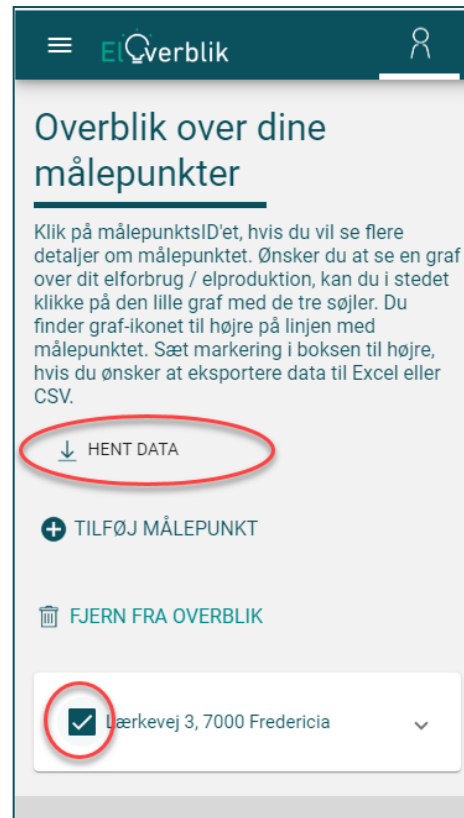 ElOverblik
Overblik over dine
målepunkter
Klik på målepunktsID'et, hvis du vil se flere
detaljer om målepunktet. Ønsker du at se en graf
over dit elforbrug / elproduktion, kan du i stedet
klikke på den lille graf med de tre søjler. Du
finder graf-ikonet til højre på linjen med
målepunktet. Sæt markering i boksen til højre,
hvis du ønsker at eksportere data til Excel eller
CSV.
HENT DATA
TILFØJ MÅLEPUNKT
FJERN FRA OVERBLIK
Lærkevej 3, 7000 Fredericia